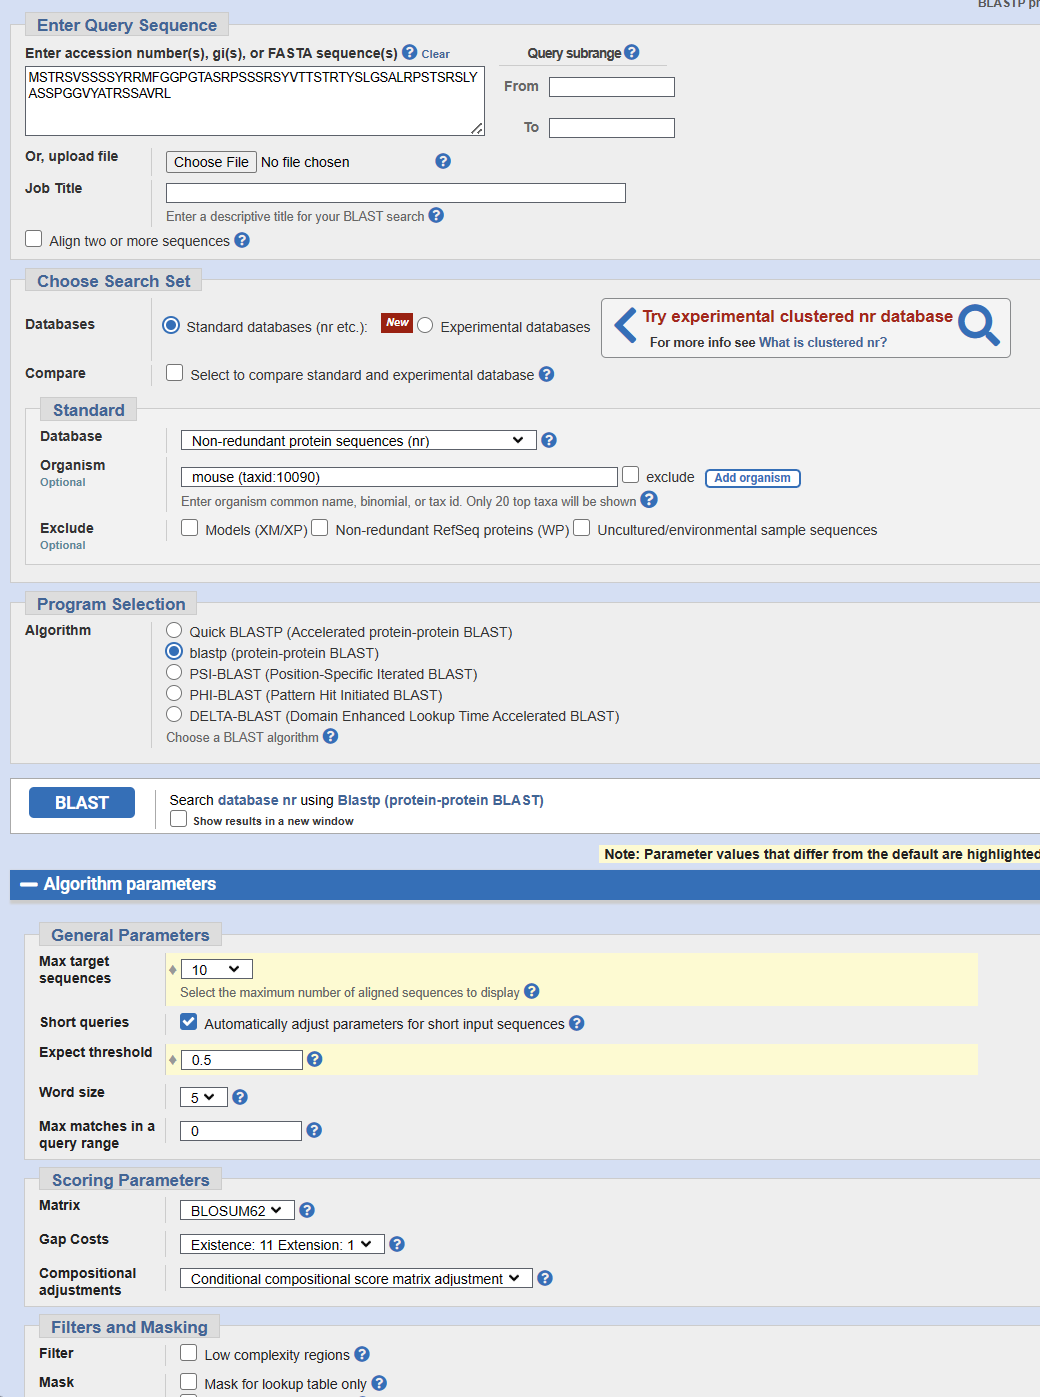 BLASTP pr
Enter Query Sequence
Enter accession number(s), gi(s), or FASTA sequence(s) ? Clear
Query subrange ?
MSTRSVSSSSYRRMFGGPGTASRPSSSRSYVTTSTRTYSLGSALRPSTSRSLY
ASSPGGVYATRSSAVRL
From
To
Or, upload file
Choose File No file chosen ?
Job Title
Enter a descriptive title for your BLAST search ?
Align two or more sequences ?
Choose Search Set
Databases
Standard databases (nr etc.): New Experimental databases
Try experimental clustered nr database
For more info see What is clustered nr?
Compare
Select to compare standard and experimental database ?
Standard
Database
Non-redundant protein sequences (nr) ?
Organism
Optional
mouse (taxid:10090) exclude Add organism
Enter organism common name, binomial, or tax id. Only 20 top taxa will be shown ?
Exclude
Optional
Models (XM/XP) Non-redundant RefSeq proteins (WP) Uncultured/environmental sample sequences
Program Selection
Algorithm
Quick BLASTP (Accelerated protein-protein BLAST)
blastp (protein-protein BLAST)
PSI-BLAST (Position-Specific Iterated BLAST)
PHI-BLAST (Pattern Hit Initiated BLAST)
DELTA-BLAST (Domain Enhanced Lookup Time Accelerated BLAST)
Choose a BLAST algorithm ?
BLAST
Search database nr using Blastp (protein-protein BLAST)
Show results in a new window
Note: Parameter values that differ from the default are highlighted
Algorithm parameters
General Parameters
Max target
sequences
10
Select the maximum number of aligned sequences to display ?
Short queries
Automatically adjust parameters for short input sequences ?
Expect threshold
0.5 ?
Word size
5 ?
Max matches in a
query range
0 ?
Scoring Parameters
Matrix
BLOSUM62 ?
Gap Costs
Existence: 11 Extension: 1 ?
Compositional
adjustments
Conditional compositional score matrix adjustment ?
Filters and Masking
Filter
Low complexity regions ?
Mask
Mask for lookup table only ?